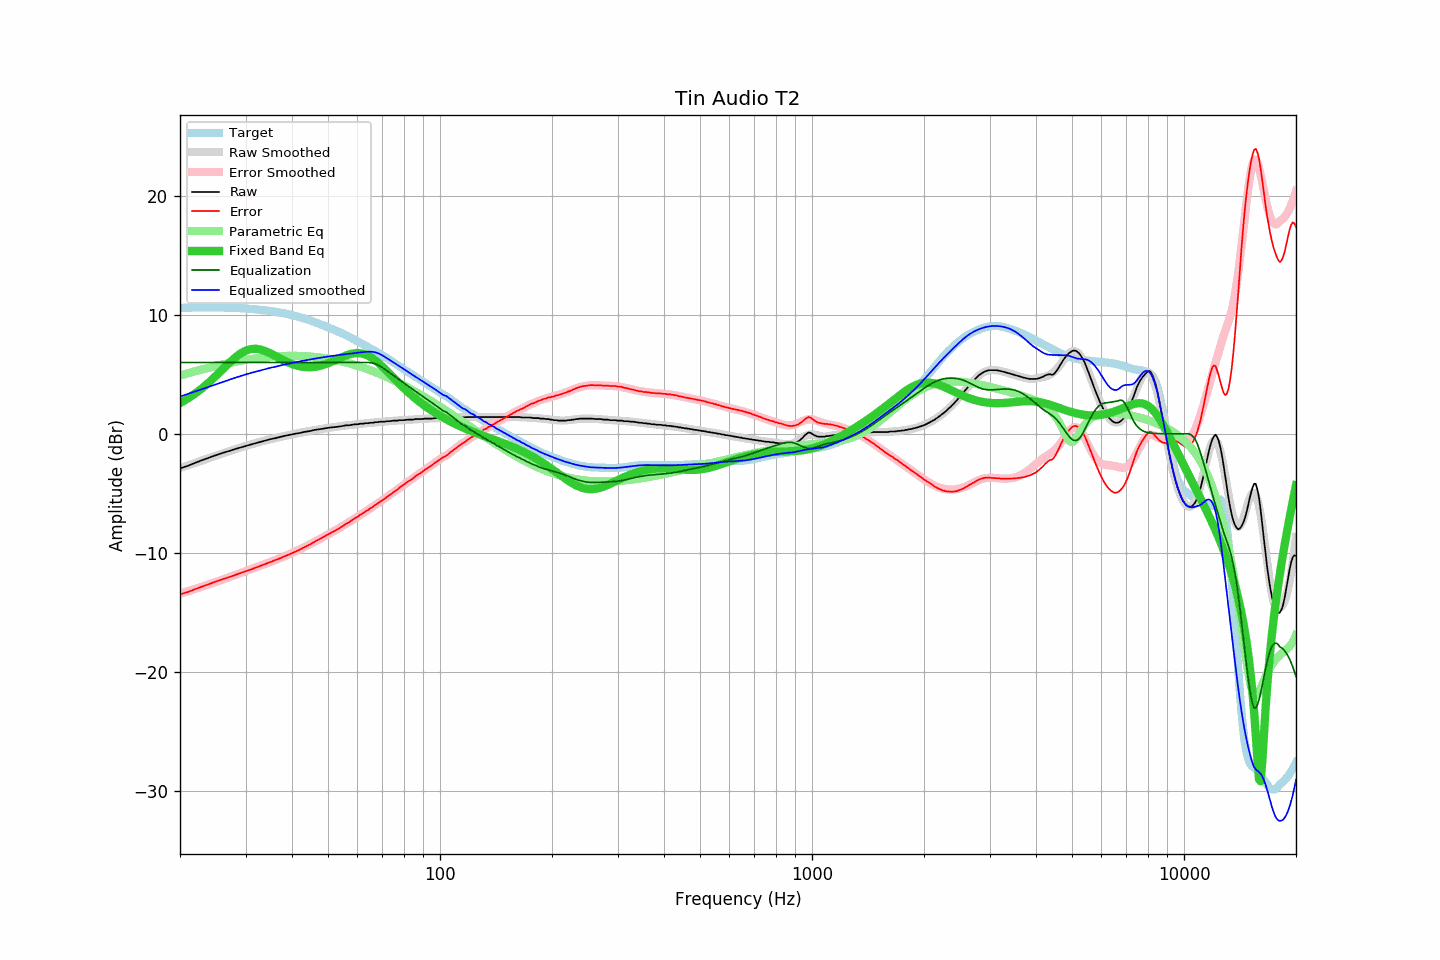 Tin Audio T2
Target
Raw Smoothed
Error Smoothed
Raw
Error
Parametric Eq
Fixed Band Eq
Equalization
Equalized smoothed
20
10
0
−10
−20
−30
Amplitude (dBr)
100 1000 10000
Frequency (Hz)